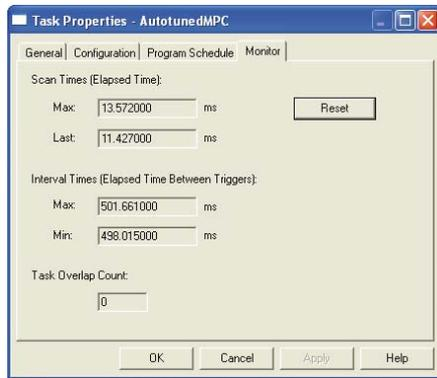 Task Properties - AutotunedMPC
General Configuration Program Schedule Monitor
Scan Times (Elapsed Time):
Max: 13.572000 ms Reset
Last: 11.427000 ms
Interval Times (Elapsed Time Between Triggers):
Max: 501.661000 ms
Min: 498.015000 ms
Task Overlap Count:
0
OK Cancel Apply Help